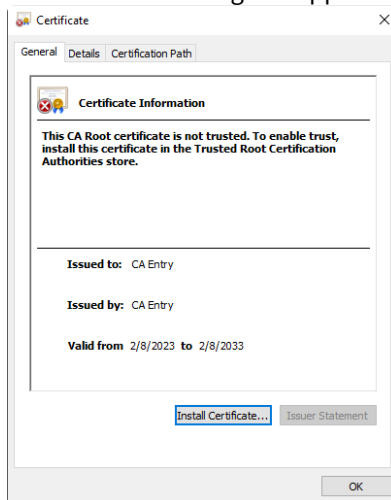 Certificate
General Details Certification Path
Certificate Information
This CA Root certificate is not trusted. To enable trust,
install this certificate in the Trusted Root Certification
Authorities store.
Issued to: CA Entry
Issued by: CA Entry
Valid from 2/8/2023 to 2/8/2033
Install Certificate... Issuer Statement
OK